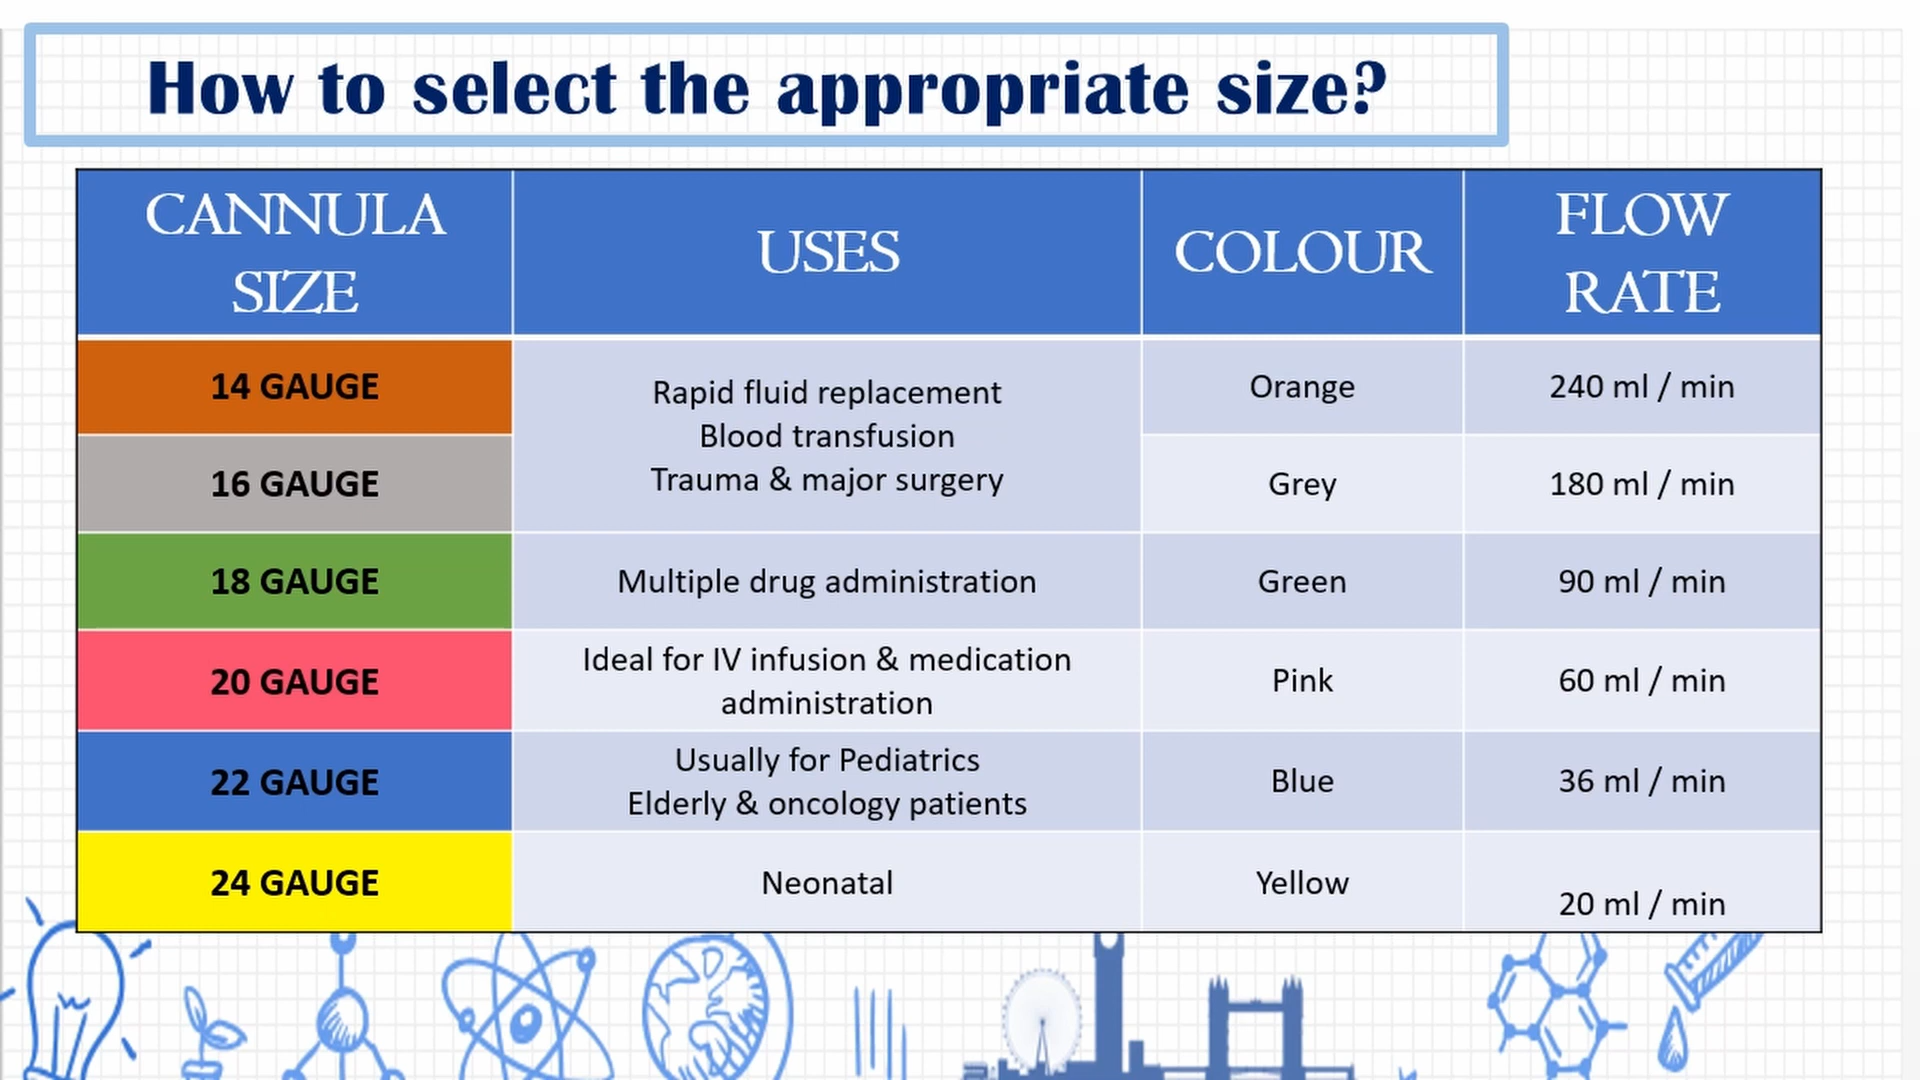 How to select the appropriate size?
CANNULA
SIZE
USES
COLOUR
FLOW
RATE
14 GAUGE
Rapid fluid replacement
Blood transfusion
Trauma & major surgery
Orange
240 ml / min
16 GAUGE
Grey
180 ml / min
18 GAUGE
Multiple drug administration
Green
90 ml / min
20 GAUGE
Ideal for IV infusion & medication
administration
Pink
60 ml / min
22 GAUGE
Usually for Pediatrics
Elderly & oncology patients
Blue
36 ml / min
24 GAUGE
Neonatal
Yellow
20 ml / min